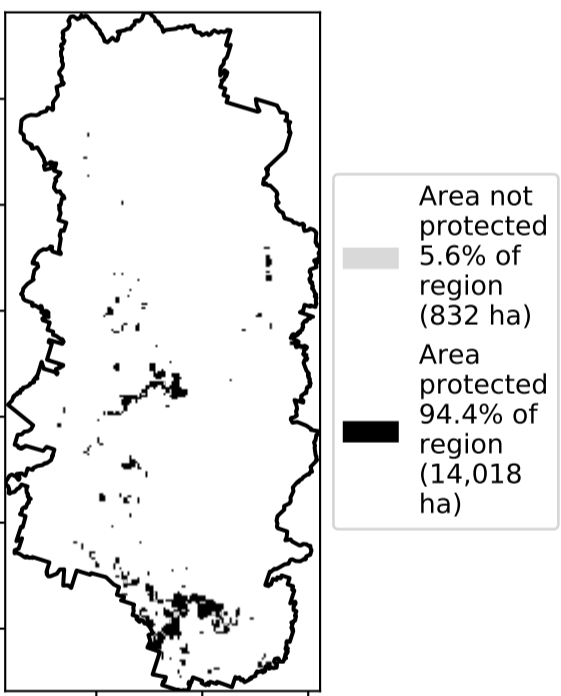 Area not
protected
5.6% of
region
(832 ha)
Area
protected
94.4% of
region
(14,018
ha)